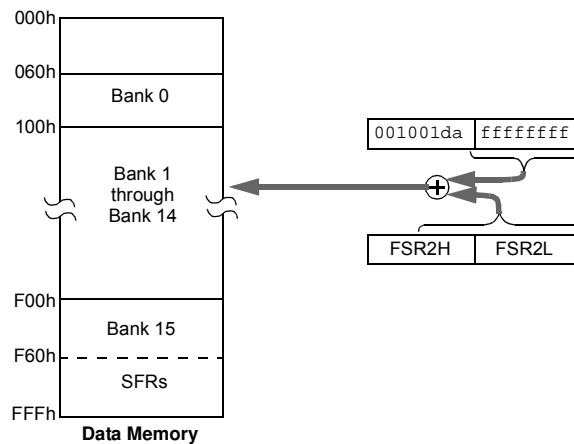 000h
060h
Bank 0
100h
001001da ffffffff
Bank 1
through
Bank 14
FSR2H FSR2L
F00h
Bank 15
F60h
SFRs
FFFh
Data Memory